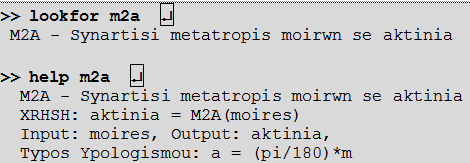 >> lookfor m2a ↵
M2A - Synartisi metatropis moirwn se aktinia
>> help m2a ↵
M2A - Synartisi metatropis moirwn se aktinia
XRHSH: aktinia = M2A(moires)
Input: moires, Output: aktinia,
Typos Ypologismou: a = (pi/180)*m